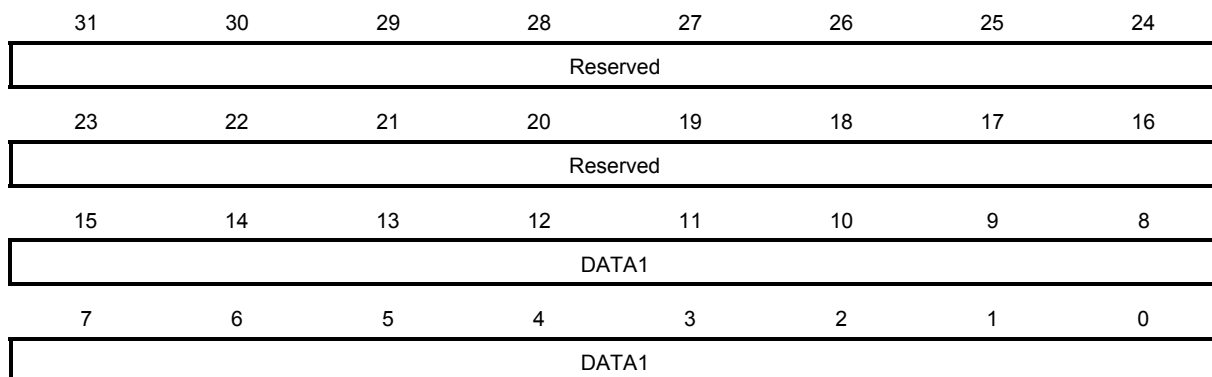 31 30 29 28 27 26 25 24
Reserved
23 22 21 20 19 18 17 16
Reserved
15 14 13 12 11 10 9 8
DATA1
7 6 5 4 3 2 1 0
DATA1